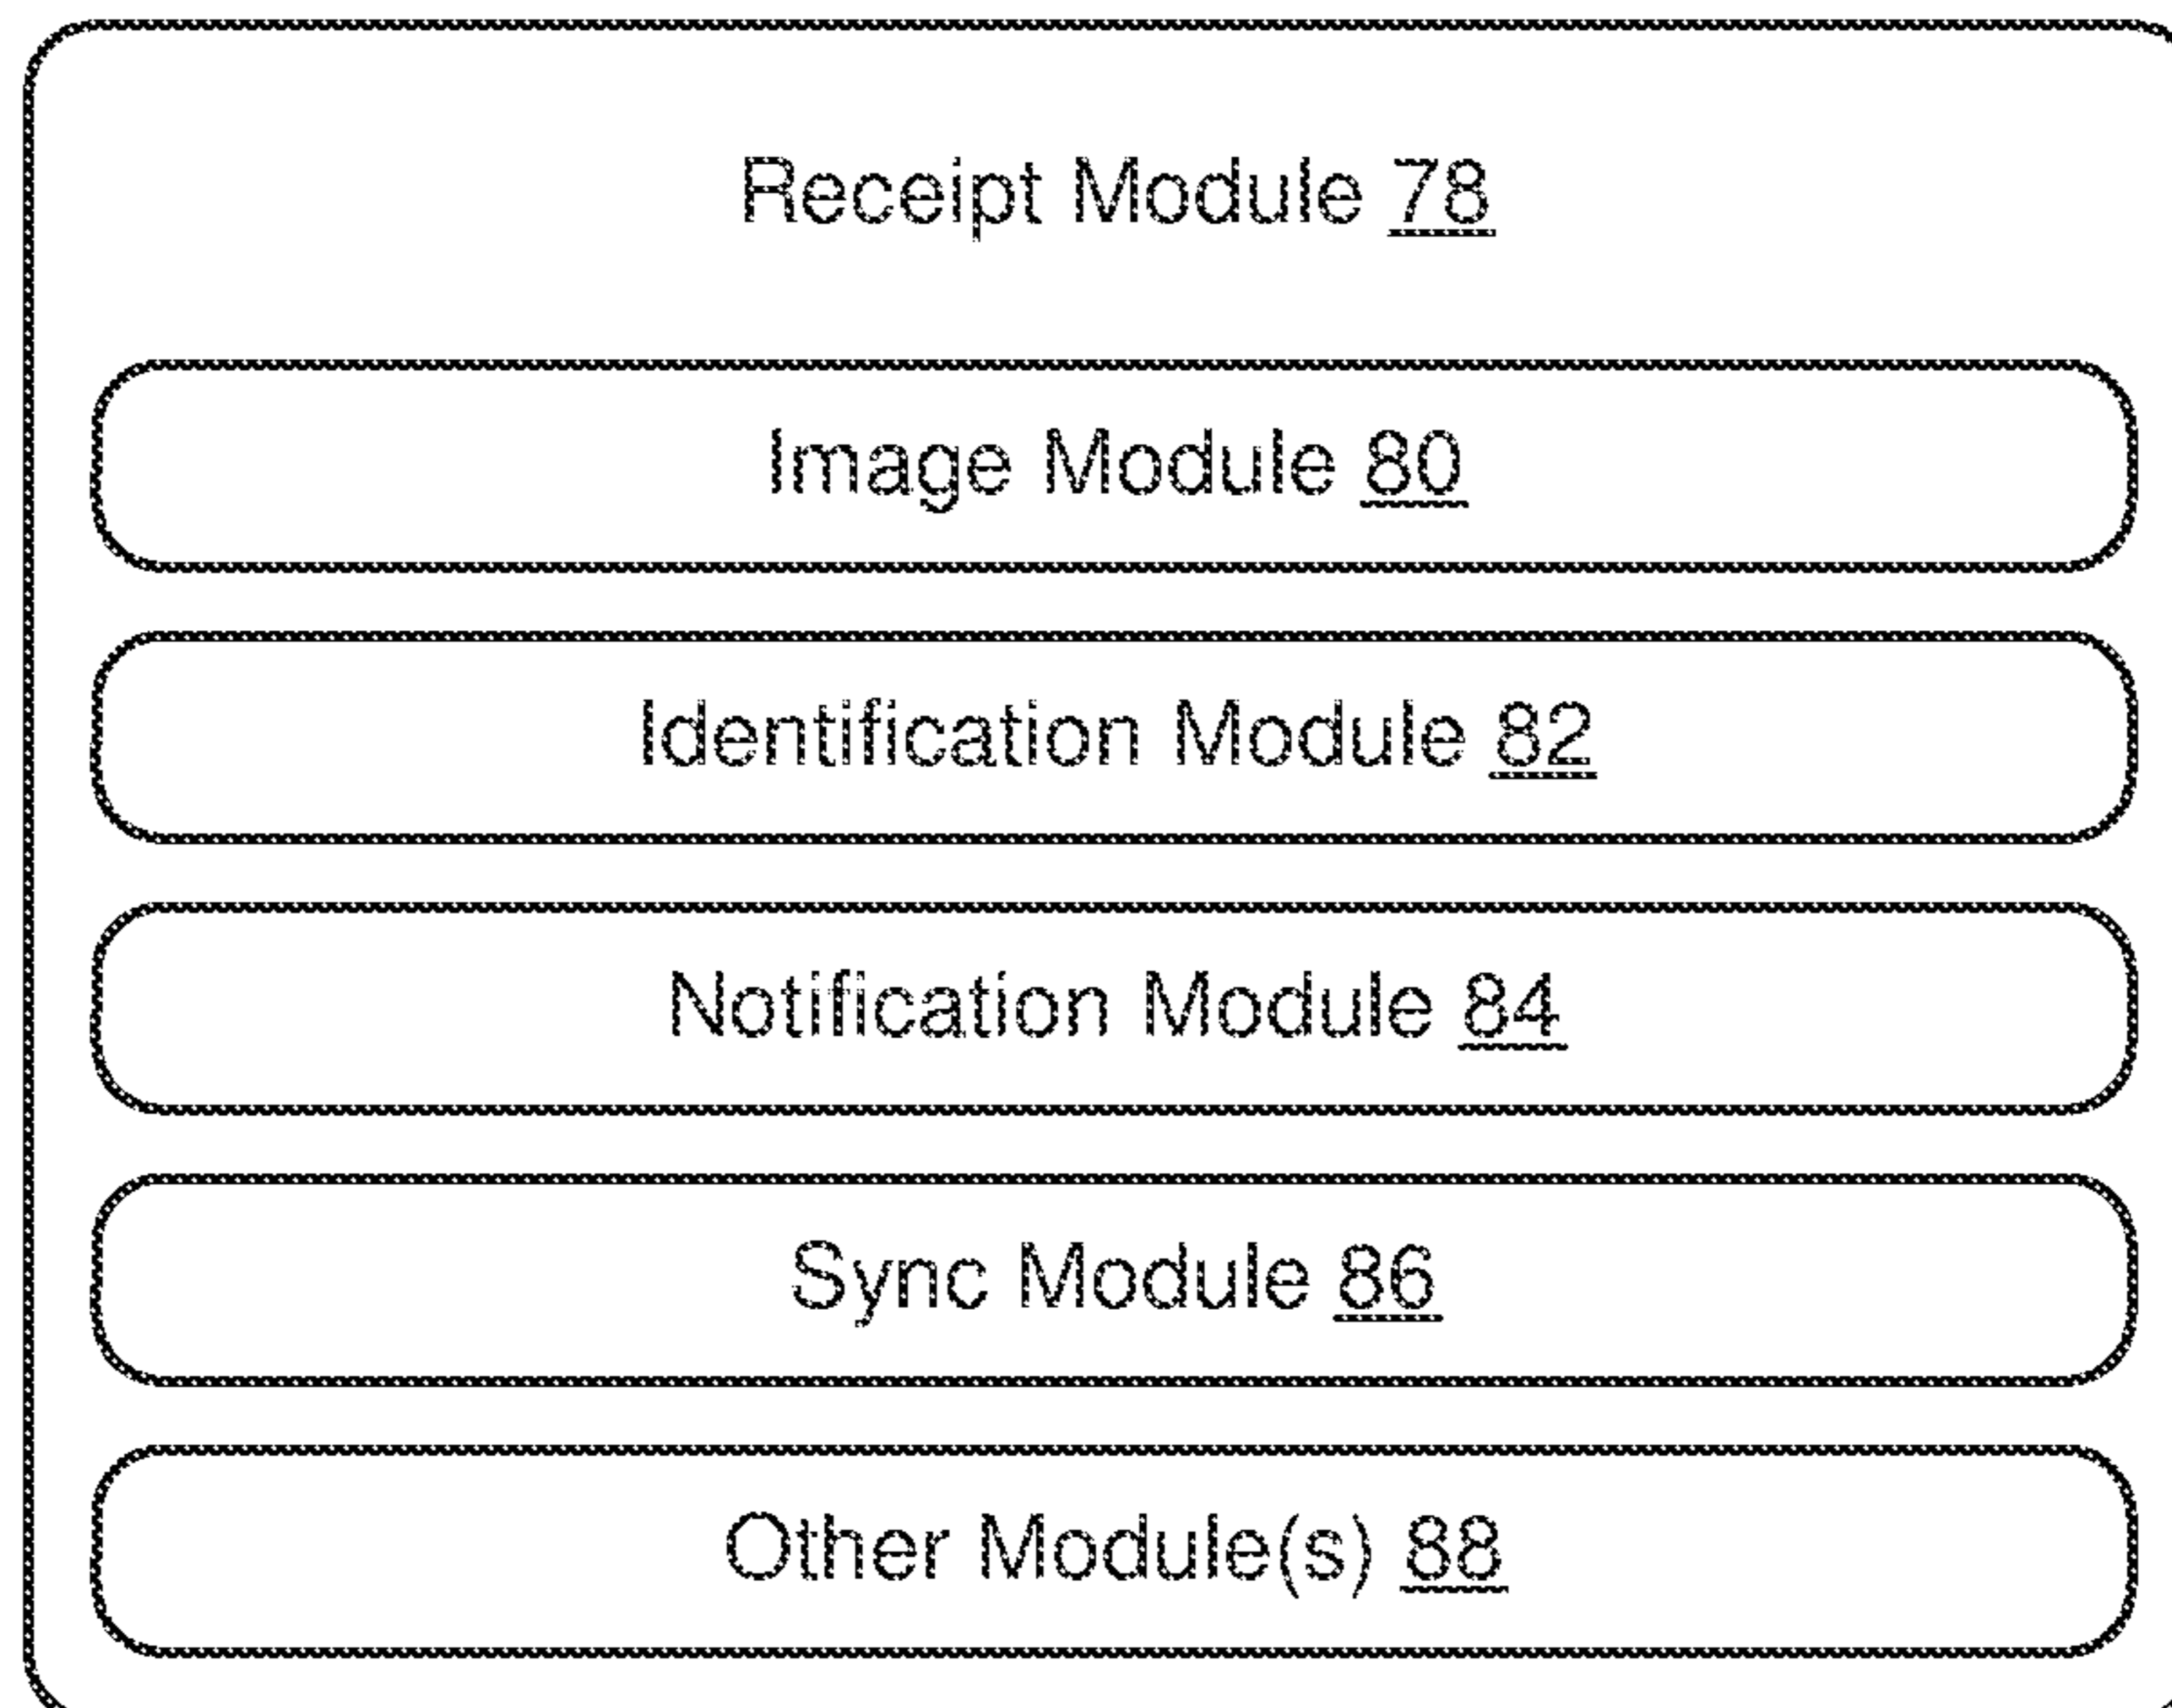 Receipt Module 78
Image Module 80
Identification Module 82
Notification Module 84
Sync Module 86
Other Module(s) 88